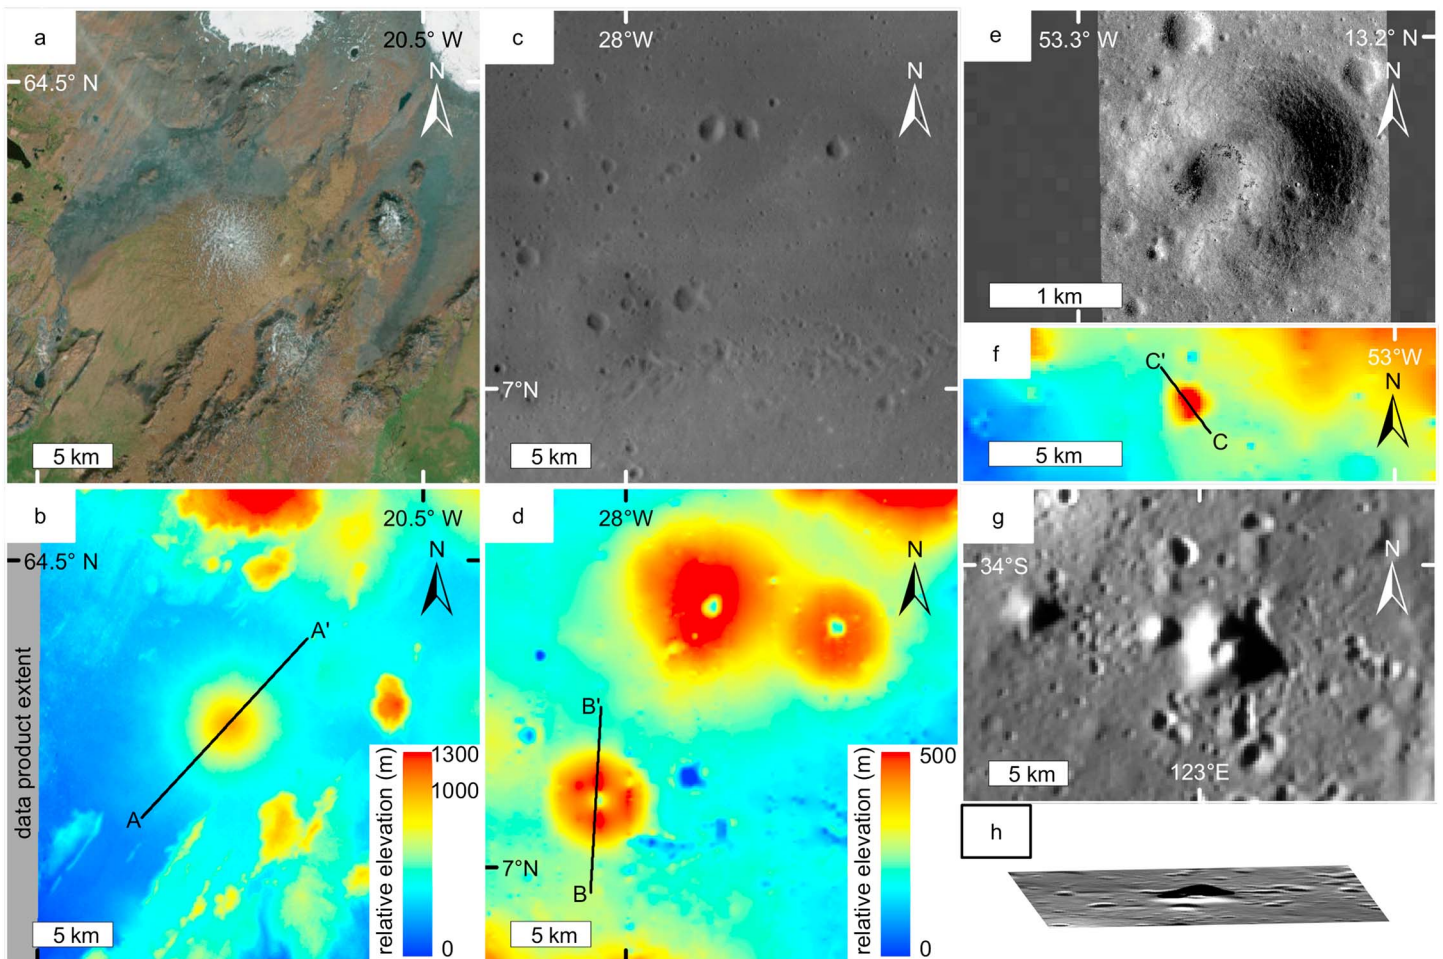 a
20.5° W
N
64.5° N
5 km
b
20.5° W
64.5° N
N
A'
A
data product extent
relative elevation (m)
1300
1000
0
5 km
c
28°W
N
7°N
5 km
d
28°W
N
B'
B
7°N
5 km
relative elevation (m)
500
0
e
53.3° W
13.2° N
N
1 km
f
53°W
N
C'
C
5 km
g
34°S
N
123°E
5 km
h